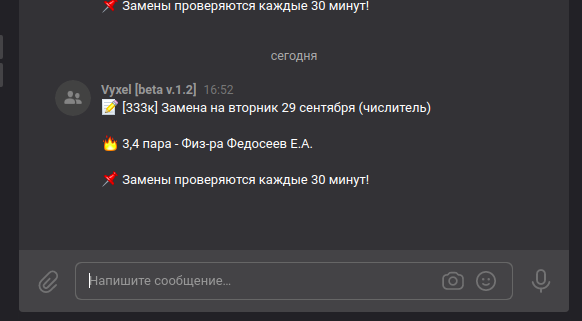 Замены проверяются каждые 30 минут!
сегодня
Vyxel [beta v.1.2] 16:52
[333к] Замена на вторник 29 сентября (числитель)
3,4 пара - Физ-ра Федосеев Е.А.
Замены проверяются каждые 30 минут!
Напишите сообщение...